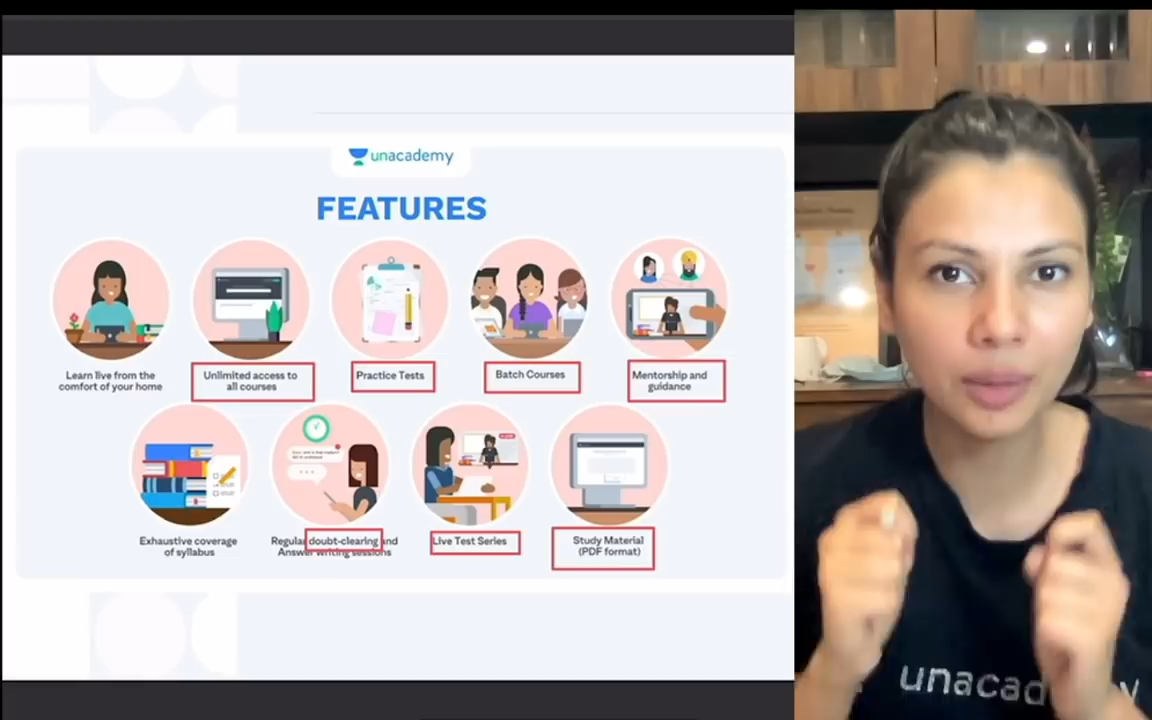 unacademy
FEATURES
Learn live from the
comfort of your home
Unlimited access to
all courses
Practice Tests
Batch Courses
Mentorship and
guidance
Exhaustive coverage
of syllabus
Regular doubt-clearing and
Answer writing sessions
Live Test Series
Study Material
(PDF format)
unacademy